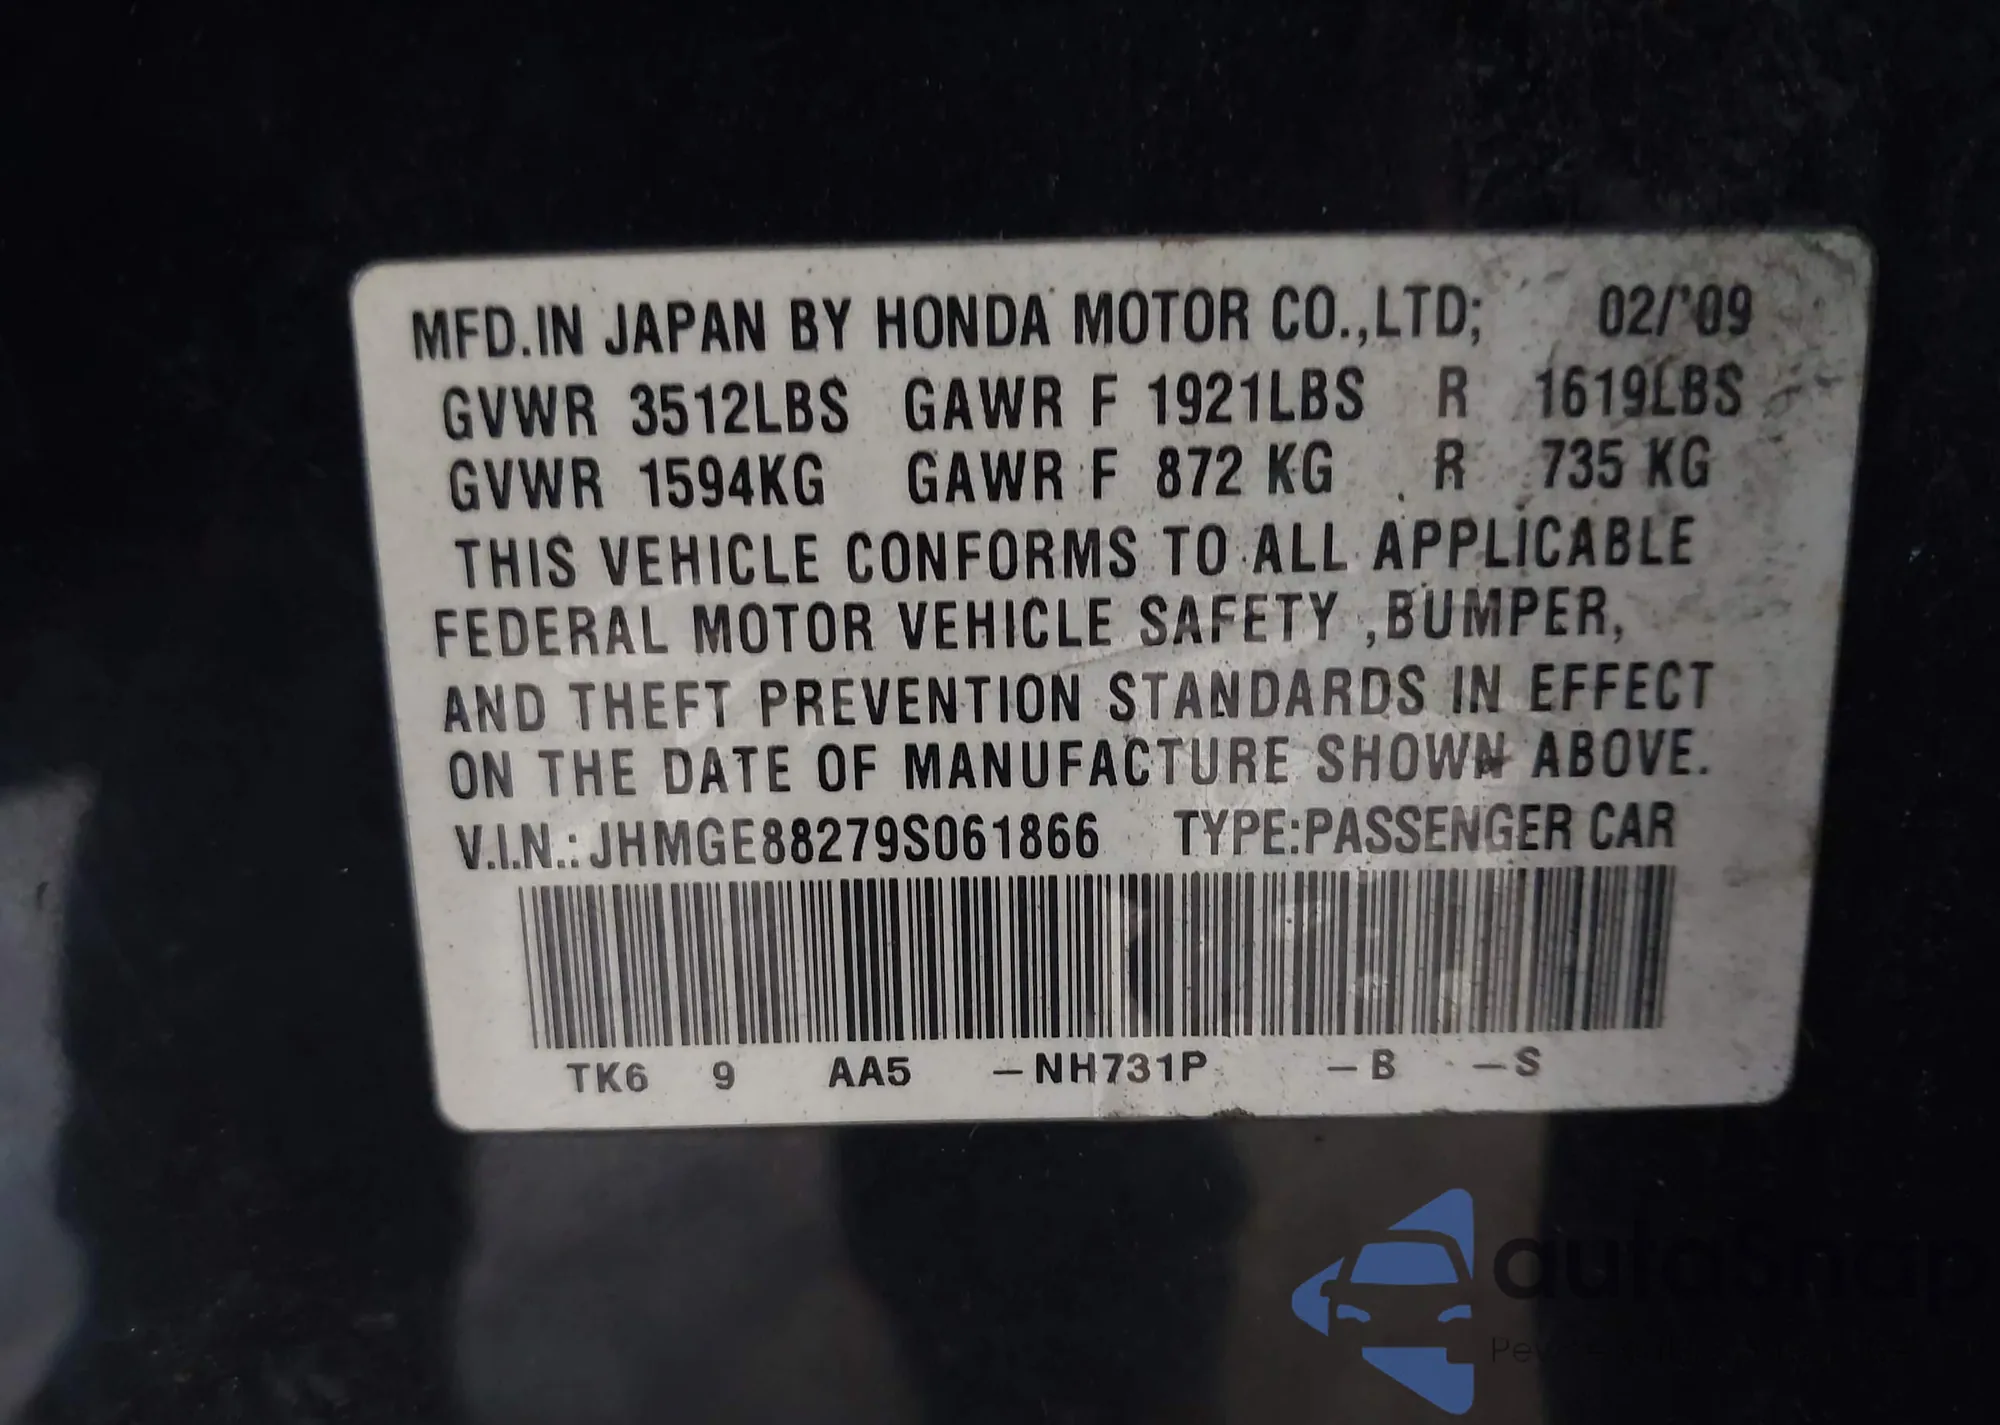 MFD.IN JAPAN BY HONDA MOTOR CO.,LTD; 02/'09
GVWR 3512LBS GAWR F 1921LBS R 1619LBS
GVWR 1594KG GAWR F 872 KG R 735 KG
THIS VEHICLE CONFORMS TO ALL APPLICABLE
FEDERAL MOTOR VEHICLE SAFETY ,BUMPER,
AND THEFT PREVENTION STANDARDS IN EFFECT
ON THE DATE OF MANUFACTURE SHOWN ABOVE.
V.I.N.: JHMGE88279S061866 TYPE:PASSENGER CAR
TK6 9 AA5 –NH731P –B –S
autosnap